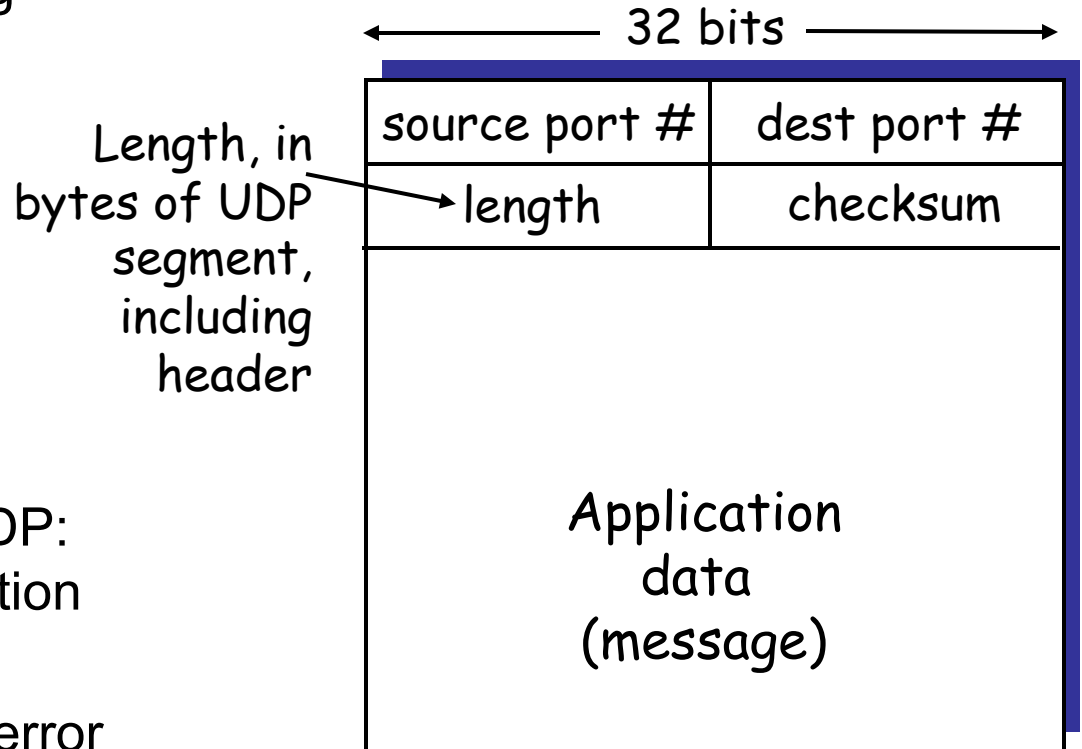 32 bits
source port # dest port #
Length, in
bytes of UDP
segment,
including
header
length checksum
Application
data
(message)
error